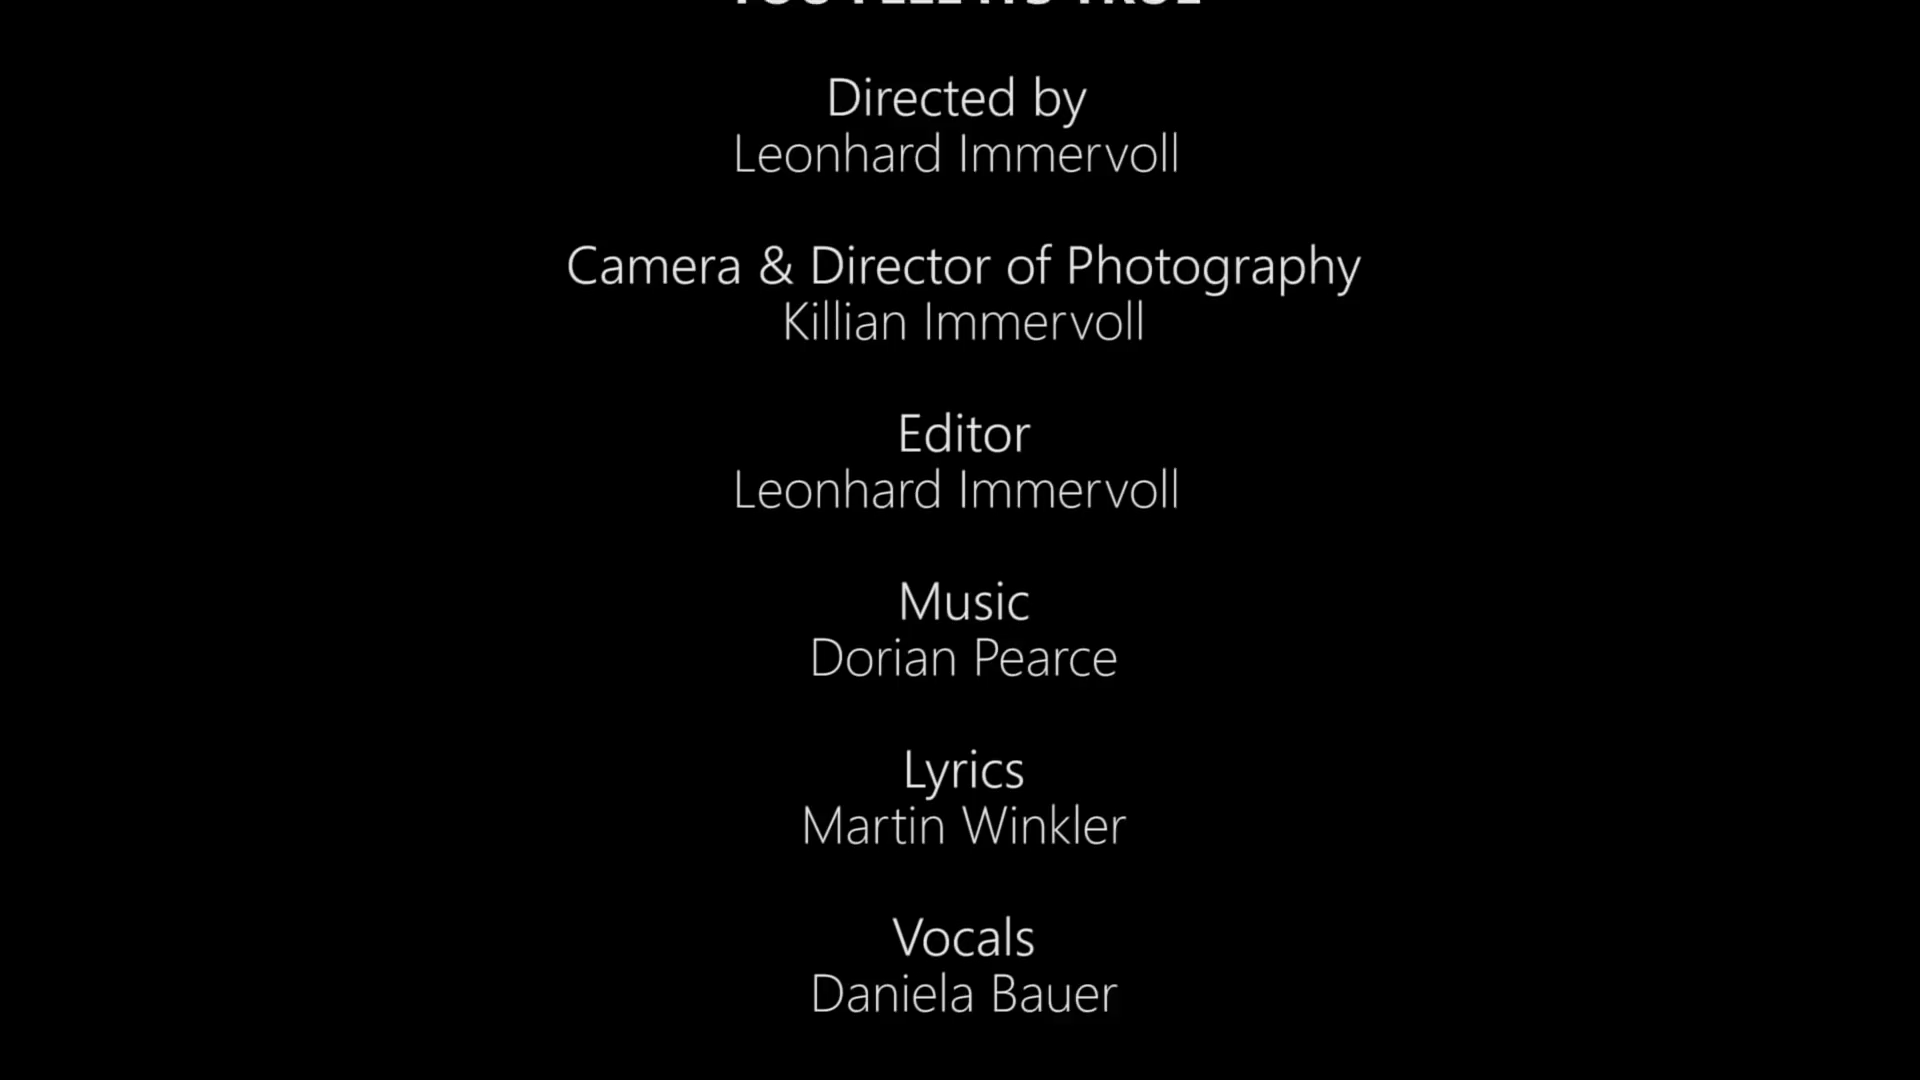 Directed by
Leonhard Immervoll
Camera & Director of Photography
Killian Immervoll
Editor
Leonhard Immervoll
Music
Dorian Pearce
Lyrics
Martin Winkler
Vocals
Daniela Bauer